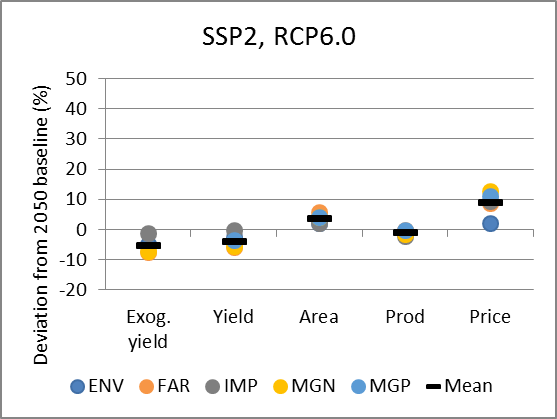 SSP2, RCP6.0
Deviation from 2050 baseline (%)
50
40
30
20
10
0
-10
-20
Exog. yield
Yield
Area
Prod
Price
ENV FAR IMP MGN MGP Mean